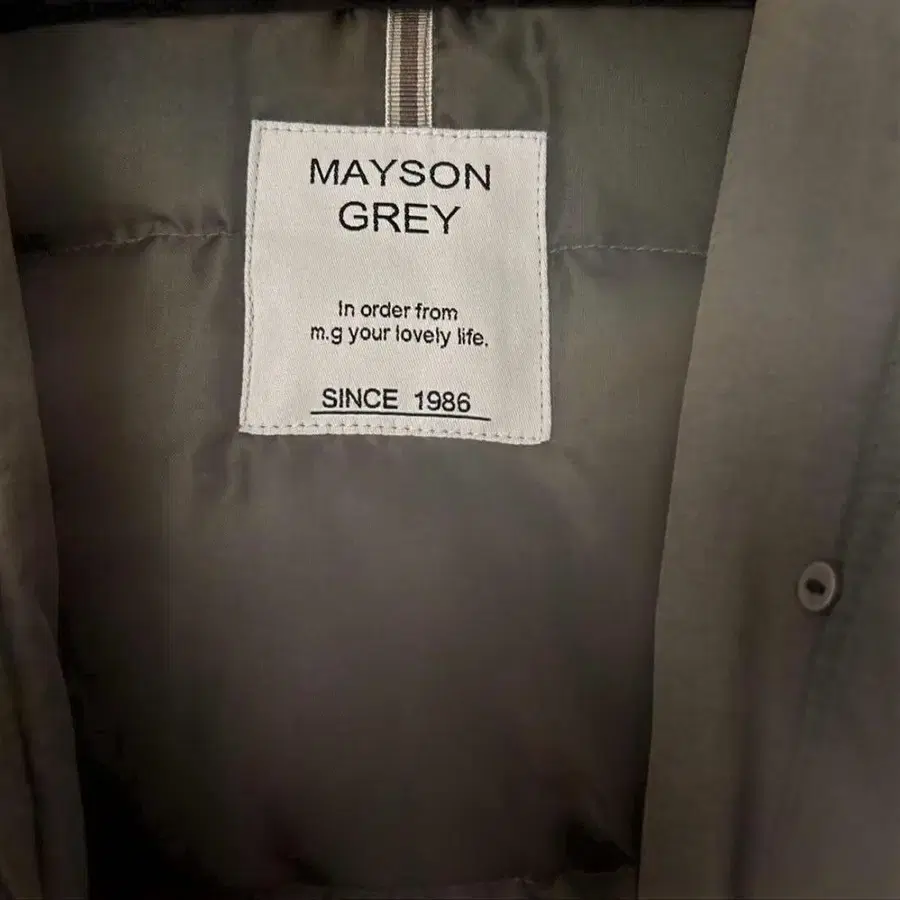 MAYSON
GREY
In order from
m.g your lovely life.
SINCE 1986